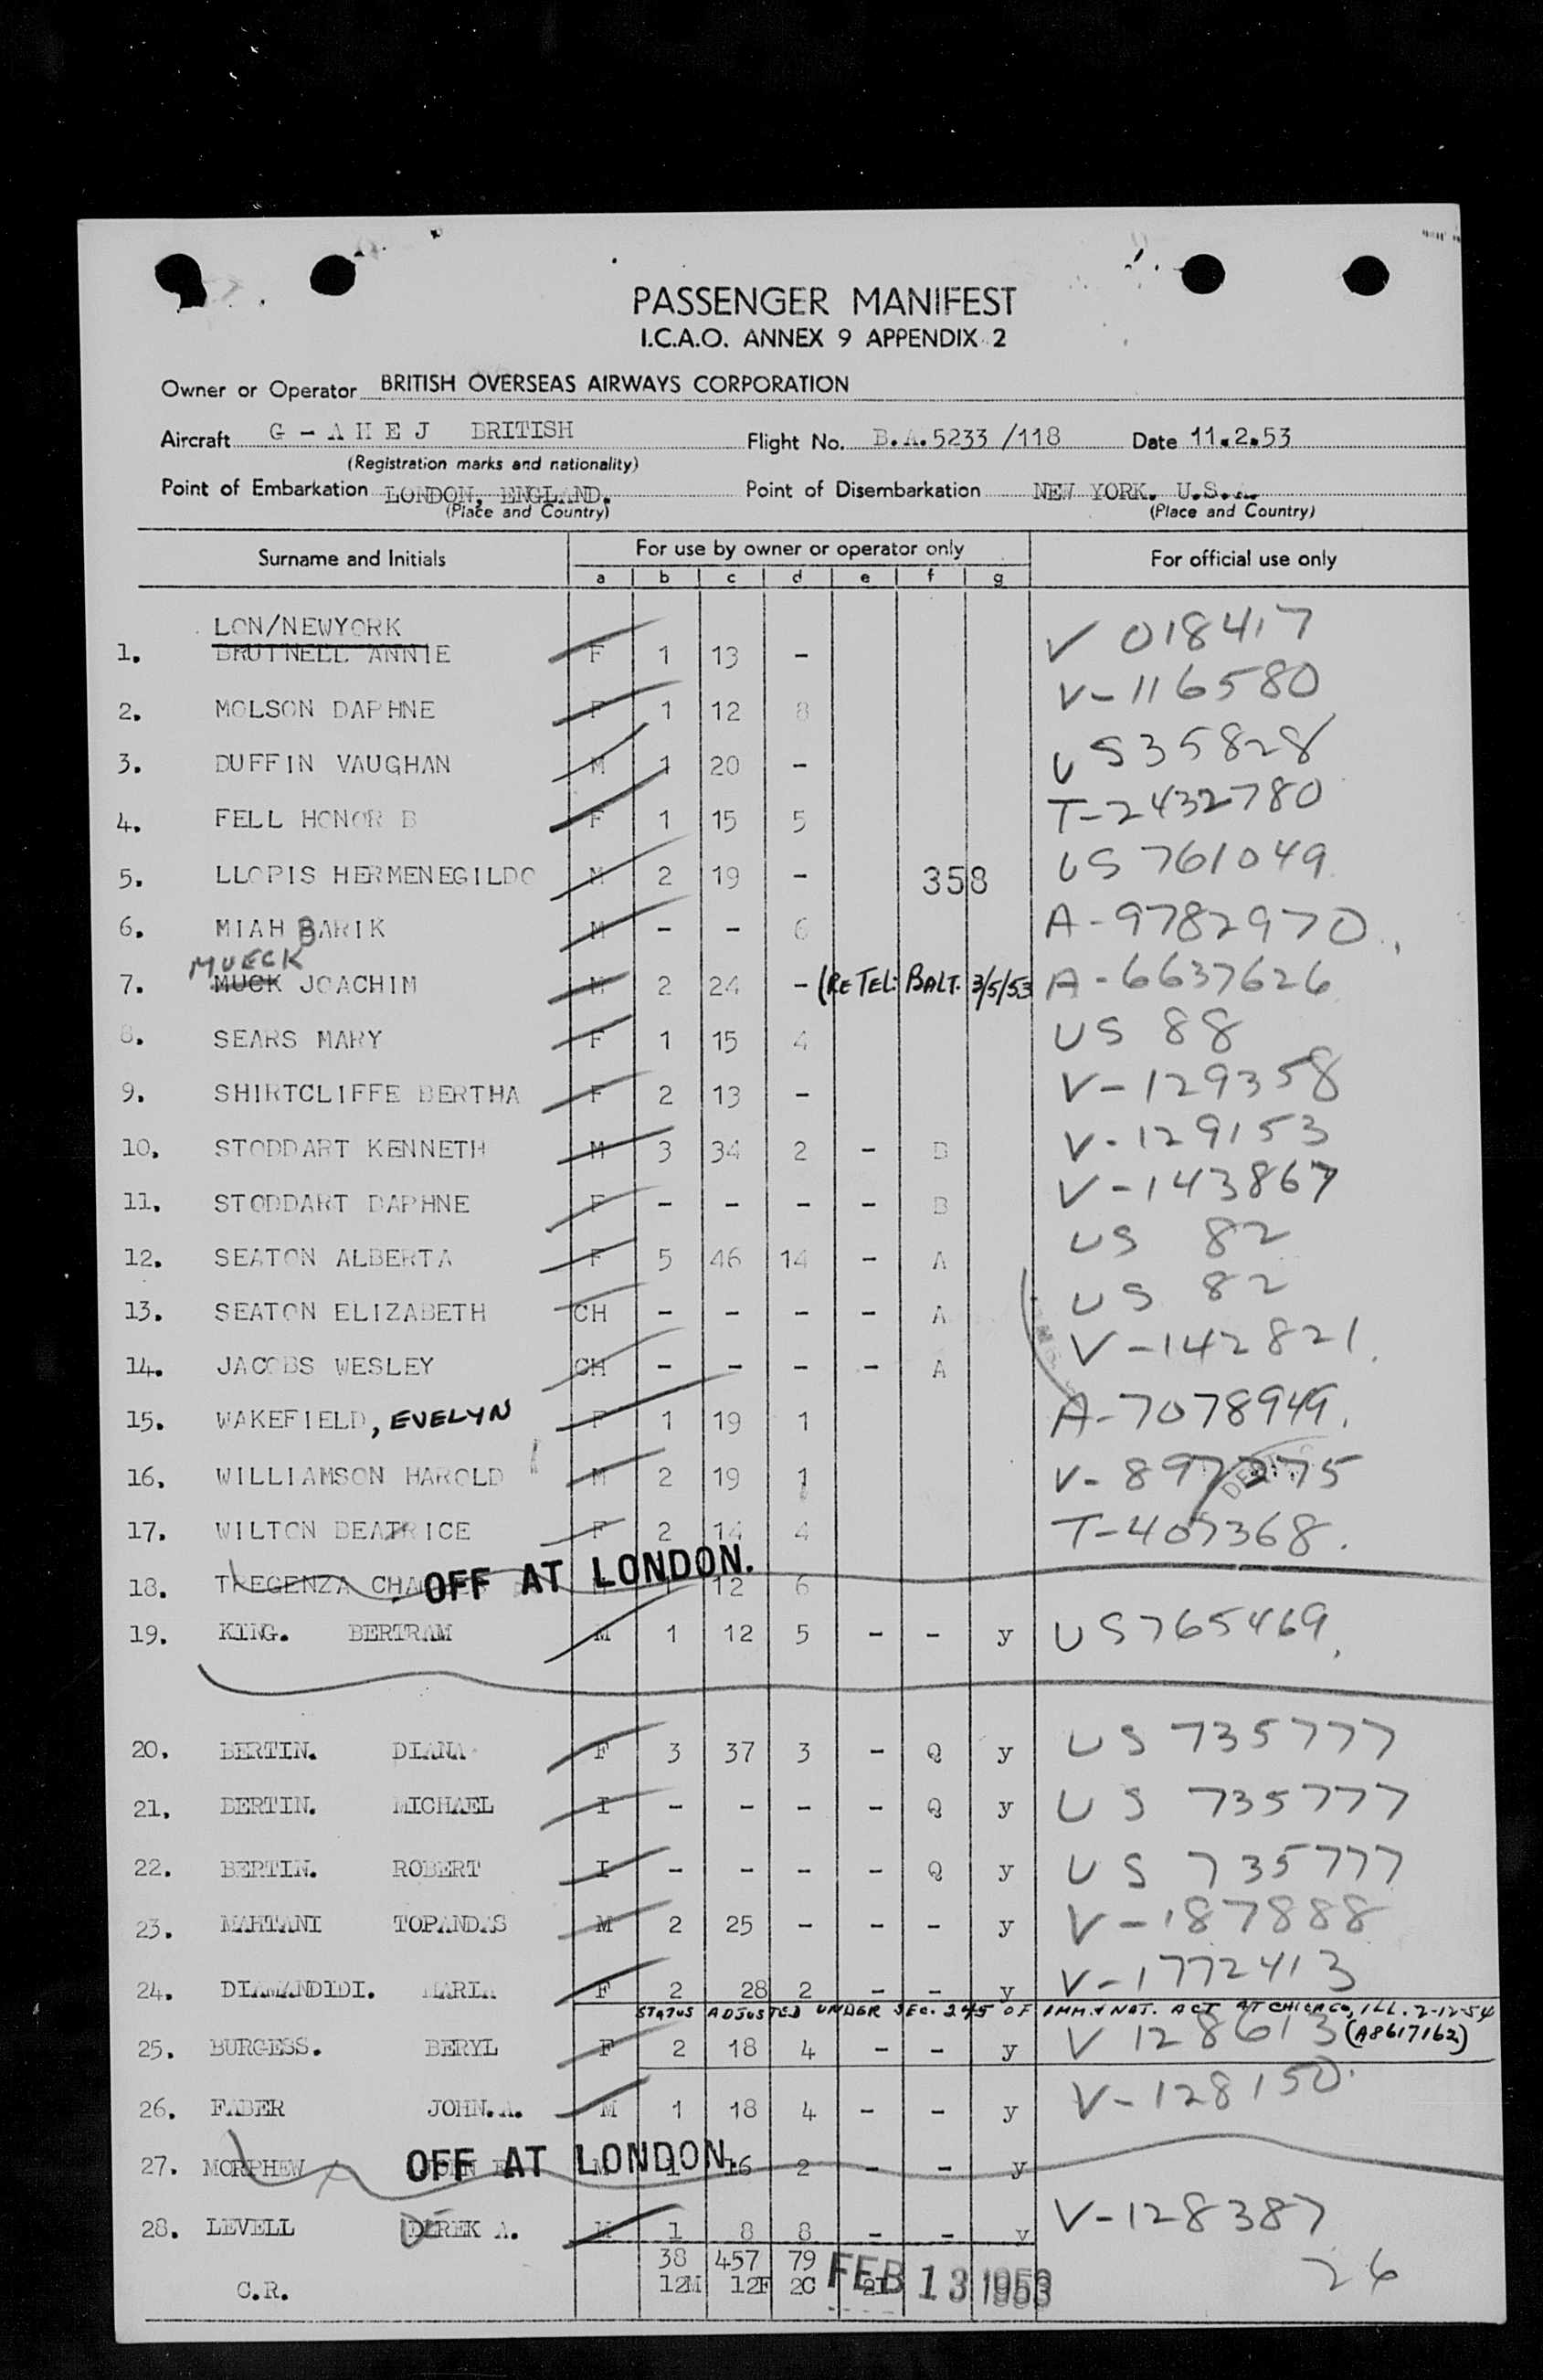 PASSENGER MANIFEST
I.C.A.O. ANNEX 9 APPENDIX 2
Owner or Operator BRITISH OVERSEAS AIRWAYS CORPORATION
Aircraft G - A H E J BRITISH Flight No. B.A.5233 /118 Date 11.2.53
(Registration marks and nationality)
Point of Embarkation LONDON, ENGLAND. Point of Disembarkation NEW YORK. U.S.
(Place and Country) (Place and Country)
Surname and Initials For use by owner or operator only For official use only
a b c d e f g
LON/NEWYORK
1. BRUTNELL ANNIE F 1 13 - V 018417
2. MOLSON DAPHNE F 1 12 8 V-116580
3. DUFFIN VAUGHAN M 1 20 - US35828
4. FELL HONOR B F 1 15 5 T-2432780
5. LLOPIS HERMENEGILDO M 2 19 - 358 US 761049
6. MIAH BARIK M - - 6 A-9782970
MUECK
7. MUCK JOACHIM M 2 24 - (RE TEL: BALT. 3/5/53 A-6637626
8. SEARS MARY F 1 15 4 US 88
9. SHIRTCLIFFE BERTHA F 2 13 - V-129358
10. STODDART KENNETH M 3 34 2 - B V-129153
11. STODDART DAPHNE F - - - - B V-143867
12. SEATON ALBERTA F 5 46 14 - A US 82
13. SEATON ELIZABETH CH - - - - A US 82
14. JACOBS WESLEY CH - - - - A V-142821.
15. WAKEFIELD, EVELYN F 1 19 1 A-7078949.
16. WILLIAMSON HAROLD M 2 19 1 V-897275
17. WILTON BEATRICE F 2 14 4 T-407368.
18. TREGENZA OFF AT LONDON. 12 6
19. KING. BERTRAM M 1 12 5 - - y US765469
20. BERTIN. DIANA F 3 37 3 - Q y US 735777
21. BERTIN. MICHAEL I - - - - Q y US 735777
22. BERTIN. ROBERT I - - - - Q y US 735777
23. MAHTANI TOPANDAS M 2 25 - - - y V-187888
24. DIAMANDIDI. MARIA F 2 28 2 - - y V-1772413
STATUS ADJUSTED UNDER SEC. 245 OF IMM. & NAT. ACT AT CHICAGO, ILL. 2-12-54
25. BURGESS. BERYL F 2 18 4 - - y V 128613 (A8617162)
26. FABER JOHN. A. M 1 18 4 - - y V-128150.
27. MORPHEW OFF AT LONDON. M 1 16 2 - - y
28. LEVELL DEREK A. M 1 8 8 - - y V-128387
38 457 79
C.R. 12M 12F 2C 2I FEB 13 1953 26